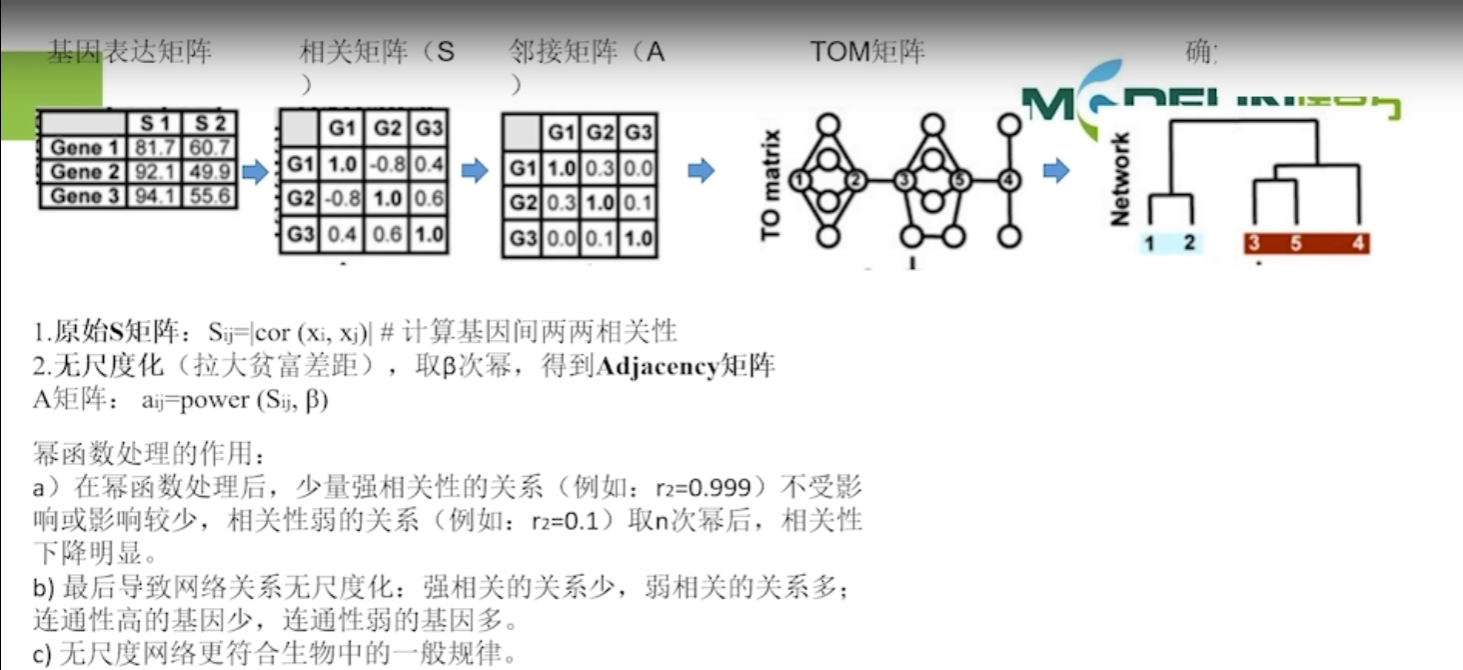 基因表达矩阵 相关矩阵（S 邻接矩阵（A TOM矩阵
） ）
S 1 S 2
Gene 1 81.7 60.7
Gene 2 92.1 49.9
Gene 3 94.1 55.6
G1 G2 G3
G1 1.0 -0.8 0.4
G2 -0.8 1.0 0.6
G3 0.4 0.6 1.0
G1 G2 G3
G1 1.0 0.3 0.0
G2 0.3 1.0 0.1
G3 0.0 0.1 1.0
TO matrix
1 2 3 5 4
Network
1 2 3 5 4
1.原始S矩阵：Sij=|cor (xi, xj)| # 计算基因间两两相关性
2.无尺度化（拉大贫富差距），取β次幂，得到Adjacency矩阵
A矩阵： aij=power (Sij, β)
幂函数处理的作用：
a）在幂函数处理后，少量强相关性的关系（例如：r2=0.999）不受影
响或影响较少，相关性弱的关系（例如：r2=0.1）取n次幂后，相关性
下降明显。
b) 最后导致网络关系无尺度化：强相关的关系少，弱相关的关系多；
连通性高的基因少，连通性弱的基因多。
c) 无尺度网络更符合生物中的一般规律。